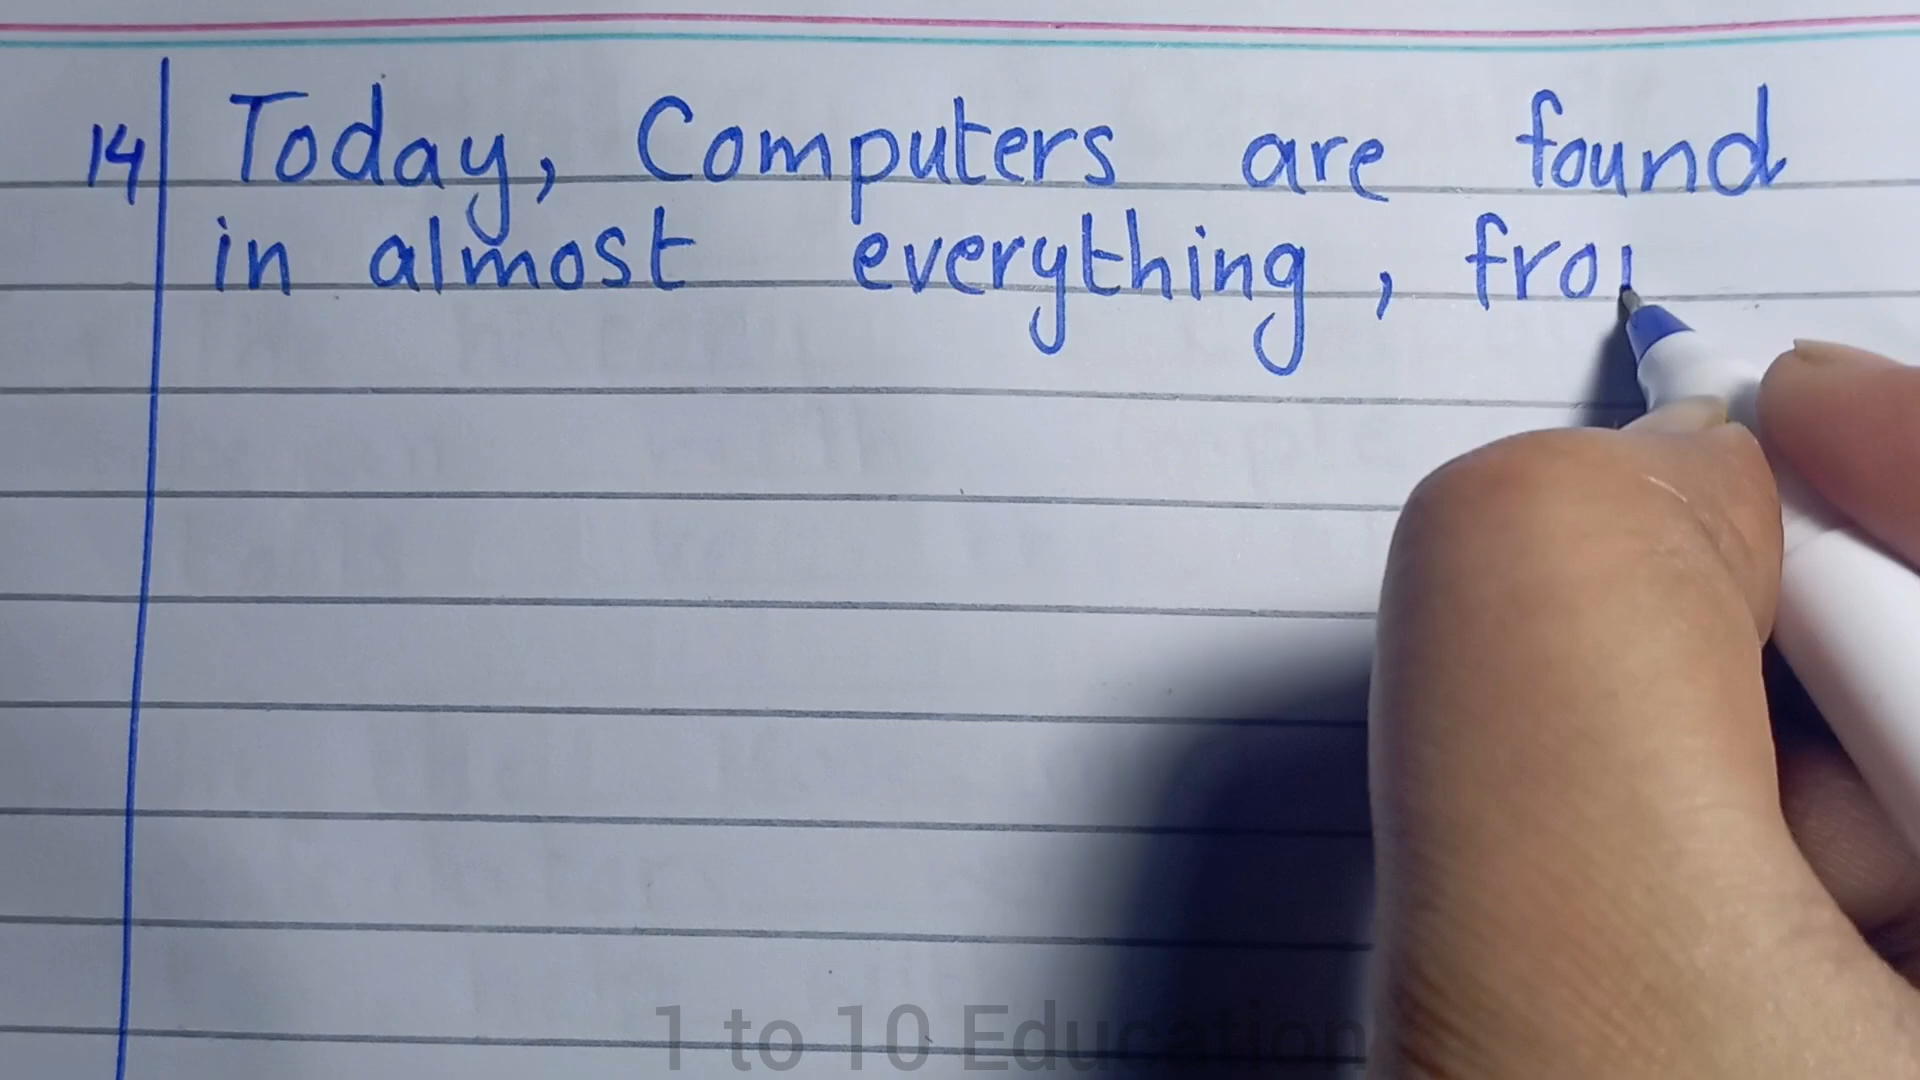 14 Today, Computers are found
in almost everything, fro
1 to 10 Education